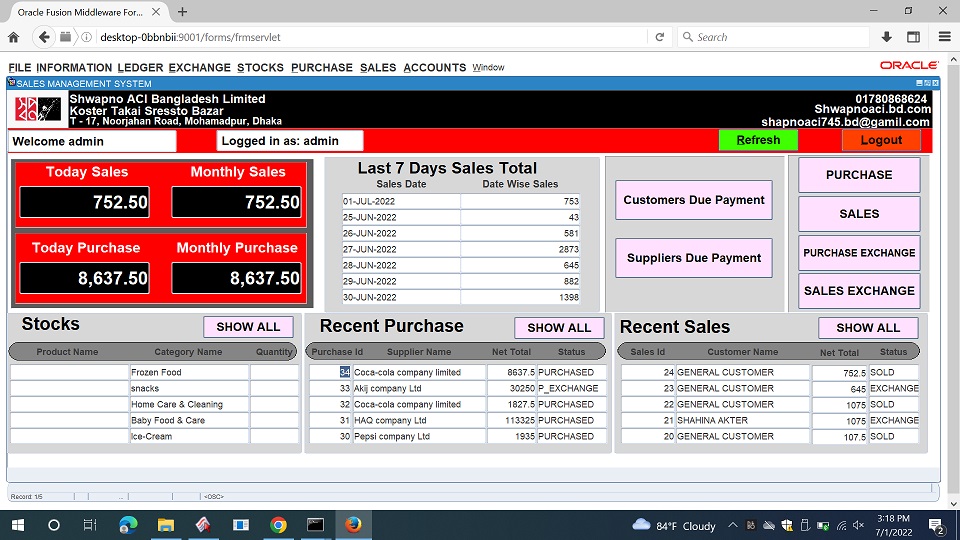 Oracle Fusion Middleware For...
desktop-0bbnbii:9001/forms/frmservlet
Search
FILE INFORMATION LEDGER EXCHANGE STOCKS PURCHASE SALES ACCOUNTS Window
ORACLE
SALES MANAGEMENT SYSTEM
Shwapno ACI Bangladesh Limited
Koster Takai Sressto Bazar
T - 17, Noorjahan Road, Mohamadpur, Dhaka
01780868624
Shwapnoaci.bd.com
shapnoaci745.bd@gamil.com
Welcome admin
Logged in as: admin
Refresh
Logout
Today Sales Monthly Sales
752.50 752.50
Today Purchase Monthly Purchase
8,637.50 8,637.50
Last 7 Days Sales Total
Sales Date Date Wise Sales
01-JUL-2022 753
25-JUN-2022 43
26-JUN-2022 581
27-JUN-2022 2873
28-JUN-2022 645
29-JUN-2022 882
30-JUN-2022 1398
Customers Due Payment
Suppliers Due Payment
PURCHASE
SALES
PURCHASE EXCHANGE
SALES EXCHANGE
Stocks
SHOW ALL
Product Name Category Name Quantity
Frozen Food
snacks
Home Care & Cleaning
Baby Food & Care
Ice-Cream
Recent Purchase
SHOW ALL
Purchase Id Supplier Name Net Total Status
34 Coca-cola company limited 8637.5 PURCHASED
33 Akij company Ltd 30250 P_EXCHANGE
32 Coca-cola company limited 1827.5 PURCHASED
31 HAQ company Ltd 113325 PURCHASED
30 Pepsi company Ltd 1935 PURCHASED
Recent Sales
SHOW ALL
Sales Id Customer Name Net Total Status
24 GENERAL CUSTOMER 752.5 SOLD
23 GENERAL CUSTOMER 645 EXCHANGE
22 GENERAL CUSTOMER 1075 SOLD
21 SHAHINA AKTER 1075 EXCHANGE
20 GENERAL CUSTOMER 107.5 SOLD
Record: 1/5 ... <OSC>
84°F Cloudy
3:18 PM
7/1/2022
2